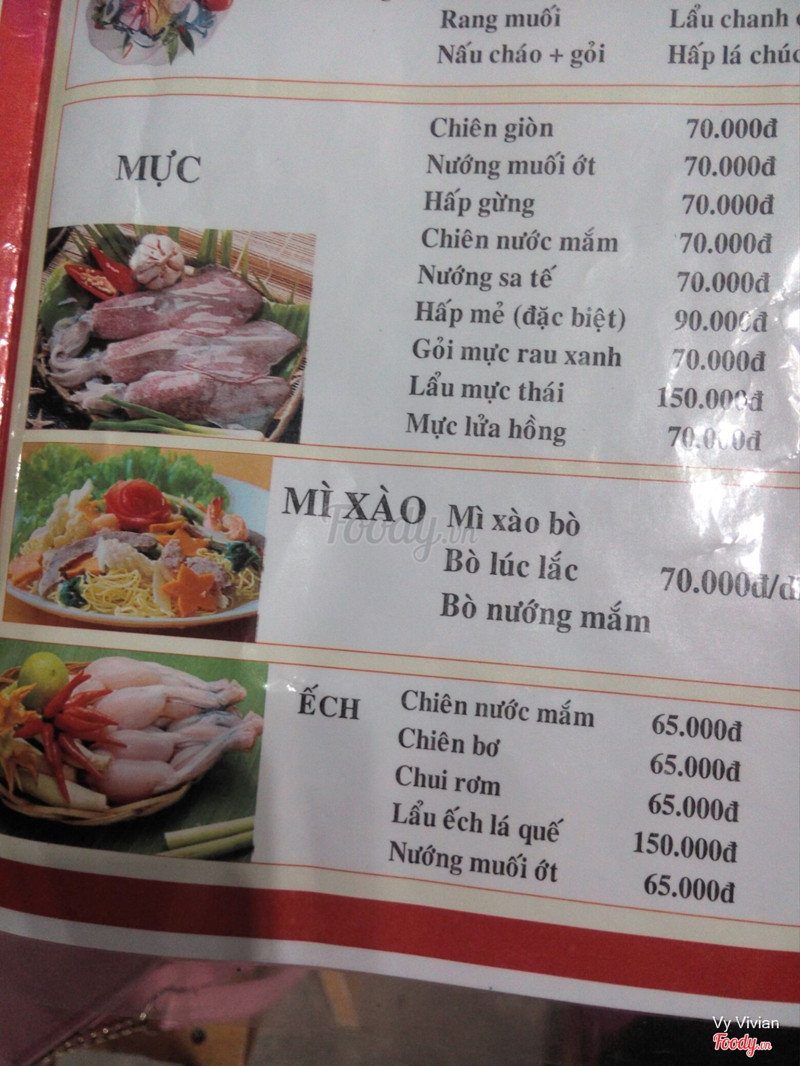 Rang muối Lẩu chanh
Nấu cháo + gỏi Hấp lá chúc
MỰC
Chiên giòn 70.000đ
Nướng muối ớt 70.000đ
Hấp gừng 70.000đ
Chiên nước mắm 70.000đ
Nướng sa tế 70.000đ
Hấp mẻ (đặc biệt) 90.000đ
Gỏi mực rau xanh 70.000đ
Lẩu mực thái 150.000đ
Mực lửa hồng 70.000đ
MÌ XÀO
Mì xào bò
Bò lúc lắc 70.000đ/đ
Bò nướng mắm
Foody.vn
ẾCH
Chiên nước mắm 65.000đ
Chiên bơ 65.000đ
Chui rơm 65.000đ
Lẩu ếch lá quế 150.000đ
Nướng muối ớt 65.000đ
Vy Vivian
Foody.vn